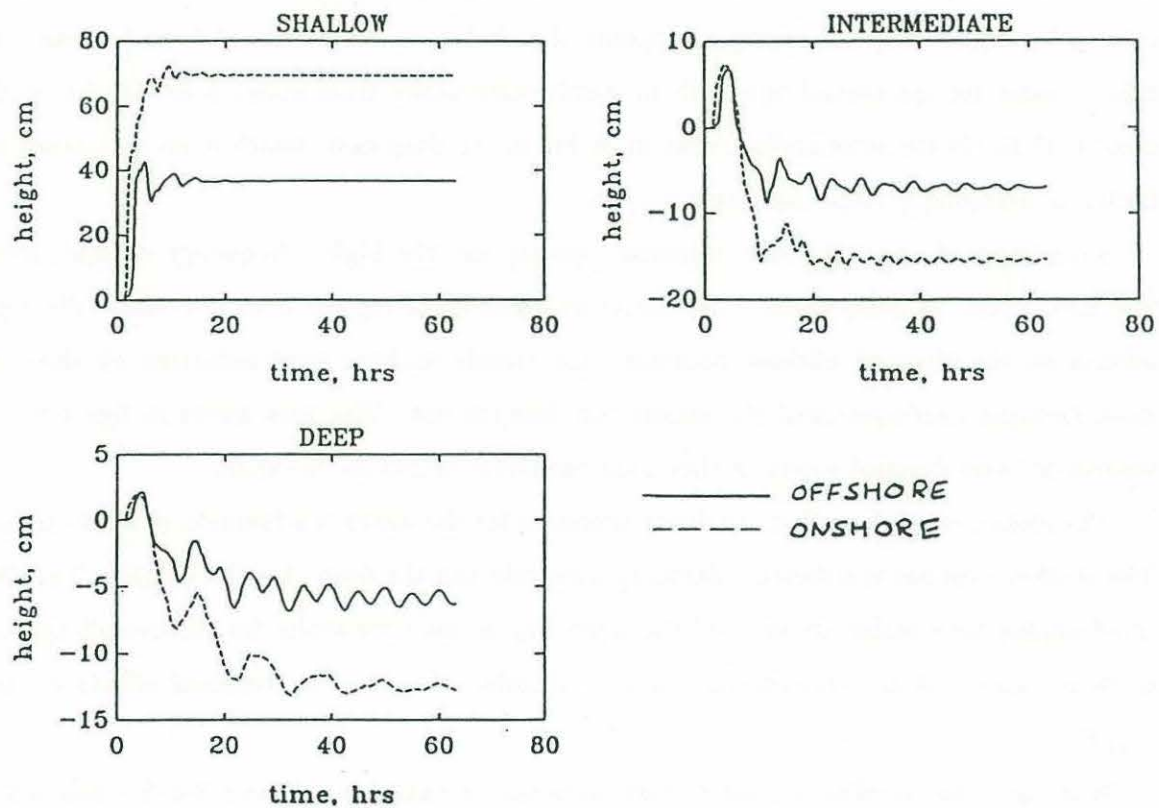 SHALLOW
80
60
40
20
0
height, cm
0 20 40 60 80
time, hrs
INTERMEDIATE
10
0
−10
−20
height, cm
0 20 40 60 80
time, hrs
DEEP
5
0
−5
−10
−15
height, cm
0 20 40 60 80
time, hrs
OFFSHORE
ONSHORE